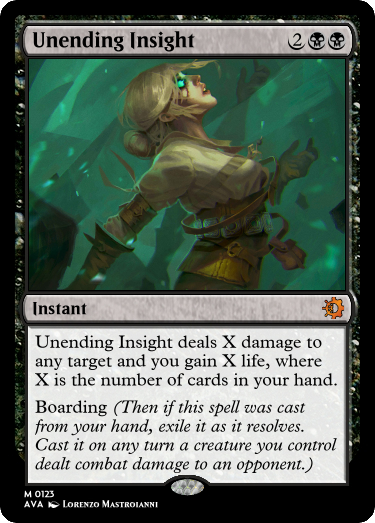 Unending Insight 2
Instant
Unending Insight deals X damage to
any target and you gain X life, where
X is the number of cards in your hand.
Boarding (Then if this spell was cast
from your hand, exile it as it resolves.
Cast it on any turn a creature you control
dealt combat damage to an opponent.)
M 0123
AVA Lorenzo Mastroianni